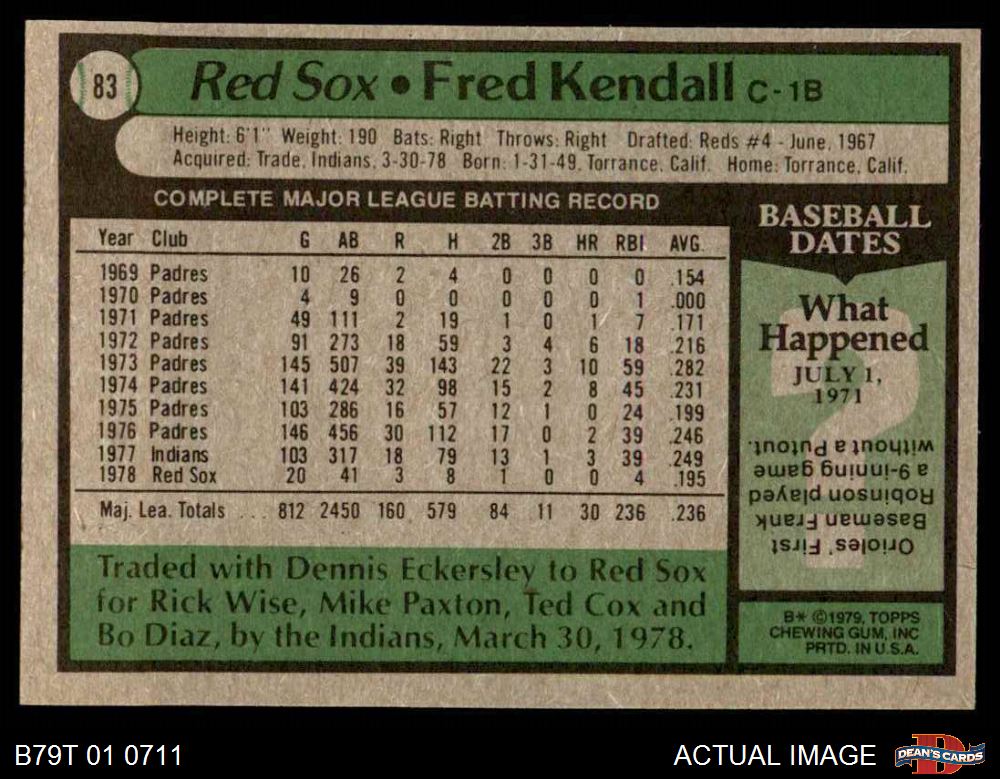 83
Red Sox • Fred Kendall C-1B
Height: 6'1" Weight: 190 Bats: Right Throws: Right Drafted: Reds #4 - June, 1967
Acquired: Trade, Indians, 3-30-78 Born: 1-31-49, Torrance, Calif. Home: Torrance, Calif.
COMPLETE MAJOR LEAGUE BATTING RECORD
Year Club G AB R H 2B 3B HR RBI AVG.
1969 Padres 10 26 2 4 0 0 0 0 .154
1970 Padres 4 9 0 0 0 0 0 1 .000
1971 Padres 49 111 2 19 1 0 1 7 .171
1972 Padres 91 273 18 59 3 4 6 18 .216
1973 Padres 145 507 39 143 22 3 10 59 .282
1974 Padres 141 424 32 98 15 2 8 45 .231
1975 Padres 103 286 16 57 12 1 0 24 .199
1976 Padres 146 456 30 112 17 0 2 39 .246
1977 Indians 103 317 18 79 13 1 3 39 .249
1978 Red Sox 20 41 3 8 1 0 0 4 .195
Maj. Lea. Totals ... 812 2450 160 579 84 11 30 236 .236
Traded with Dennis Eckersley to Red Sox
for Rick Wise, Mike Paxton, Ted Cox and
Bo Diaz, by the Indians, March 30, 1978.
BASEBALL
DATES
What
Happened
JULY 1,
1971
Orioles' First
Baseman Frank
Robinson played
a 9-inning game
without a Putout.
B* ©1979, TOPPS
CHEWING GUM, INC
PRTD. IN U.S.A.
B79T 01 0711
ACTUAL IMAGE
D
DEAN'S CARDS